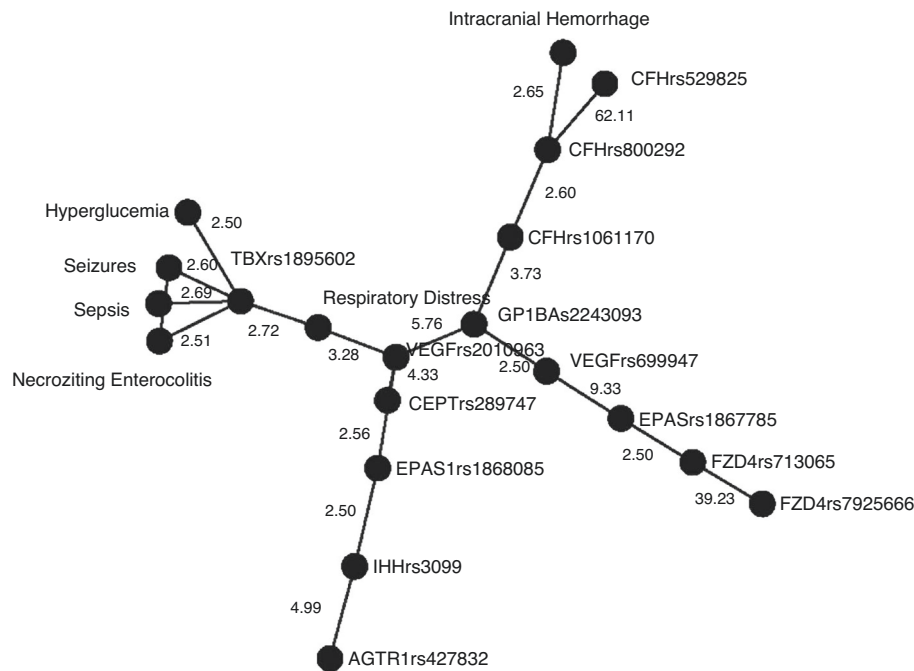 Intracranial Hemorrhage
2.65
CFHrs529825
62.11
CFHrs800292
2.60
Hyperglucemia
2.50
CFHrs1061170
Seizures
2.60
TBXrs1895602
3.73
Sepsis
2.69
Respiratory Distress
GP1BAs2243093
2.51
2.72
5.76
3.28
VEGFrs2010963
2.50
VEGFrs699947
Necroziting Enterocolitis
4.33
9.33
CEPTrs289747
EPASrs1867785
2.56
2.50
EPAS1rs1868085
FZD4rs713065
39.23
FZD4rs7925666
2.50
IHHrs3099
4.99
AGTR1rs427832